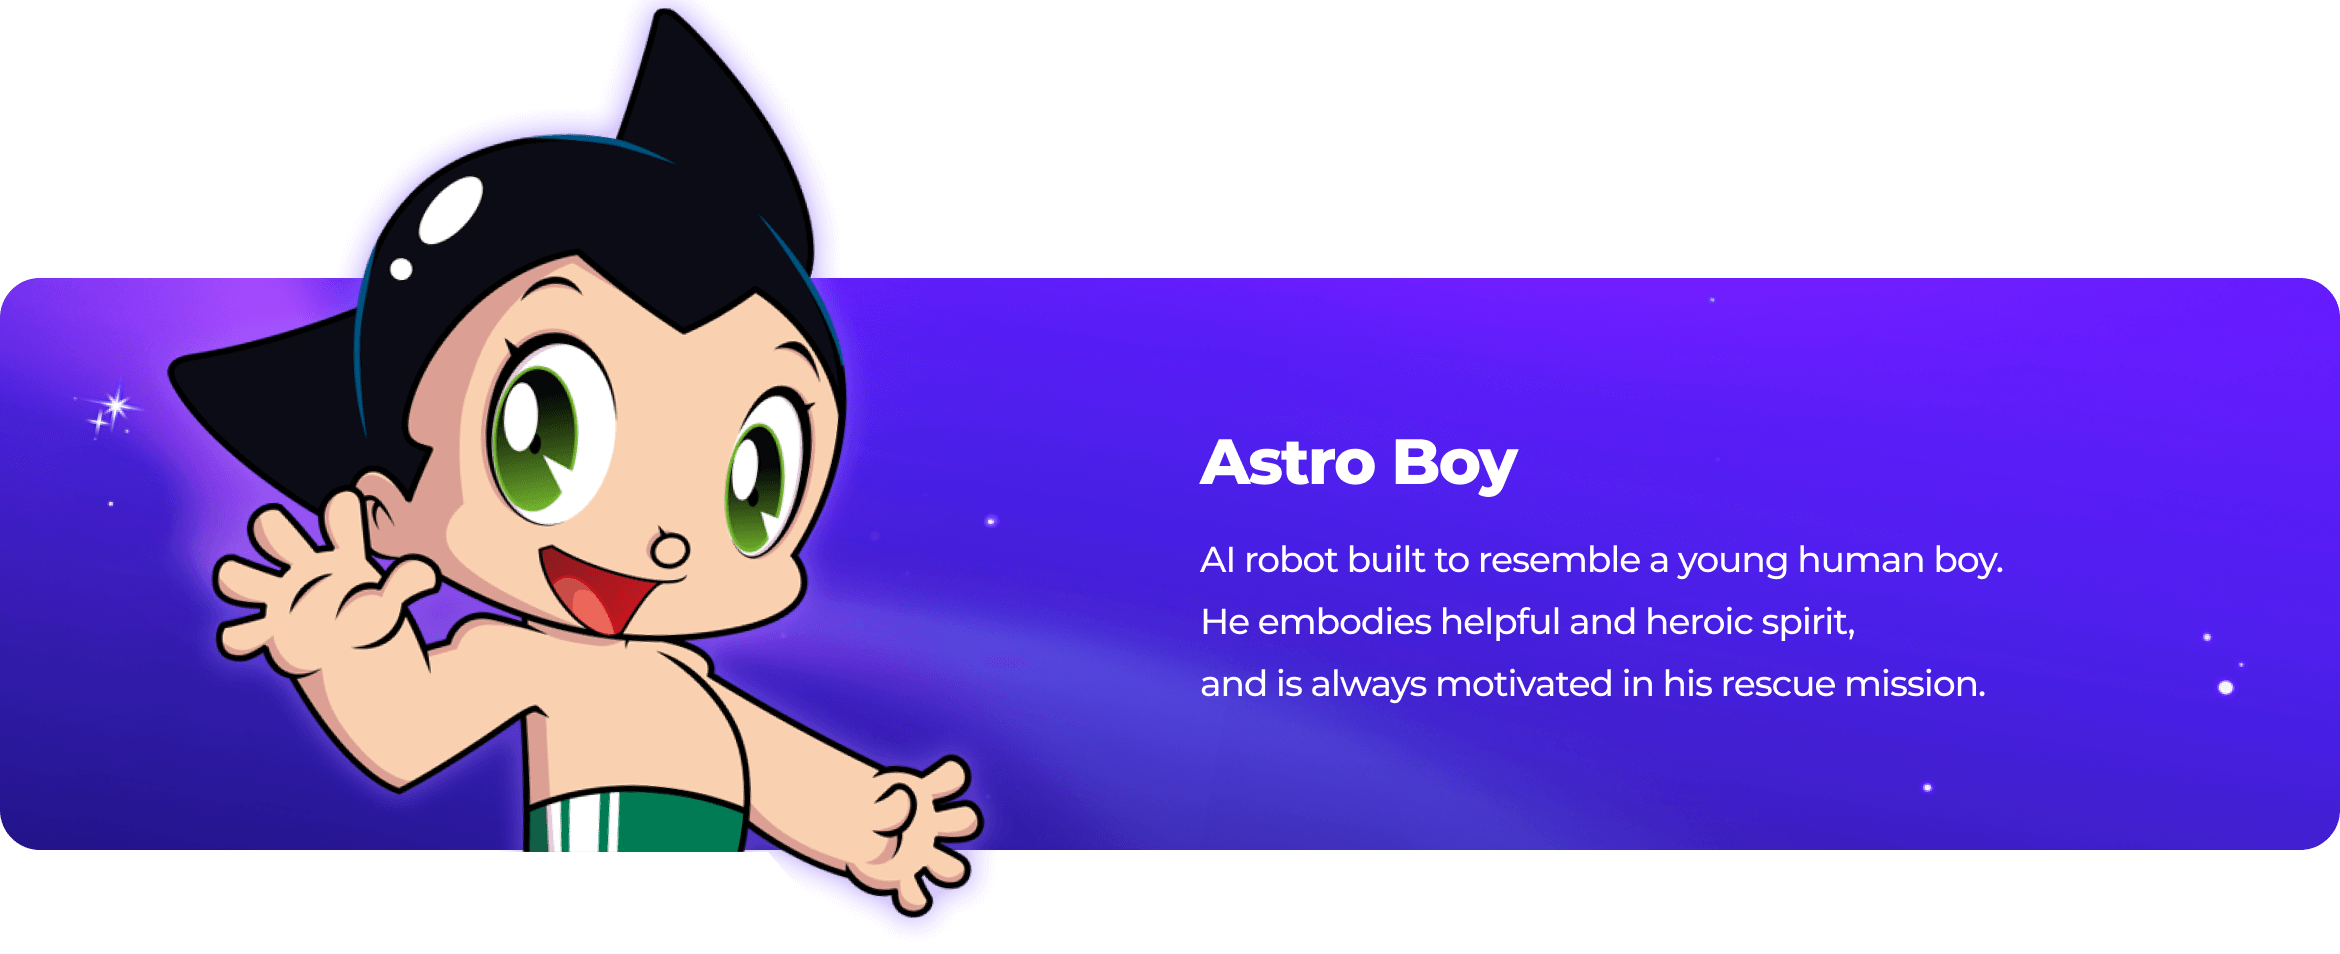 Astro Boy
AI robot built to resemble a young human boy.
He embodies helpful and heroic spirit,
and is always motivated in his rescue mission.